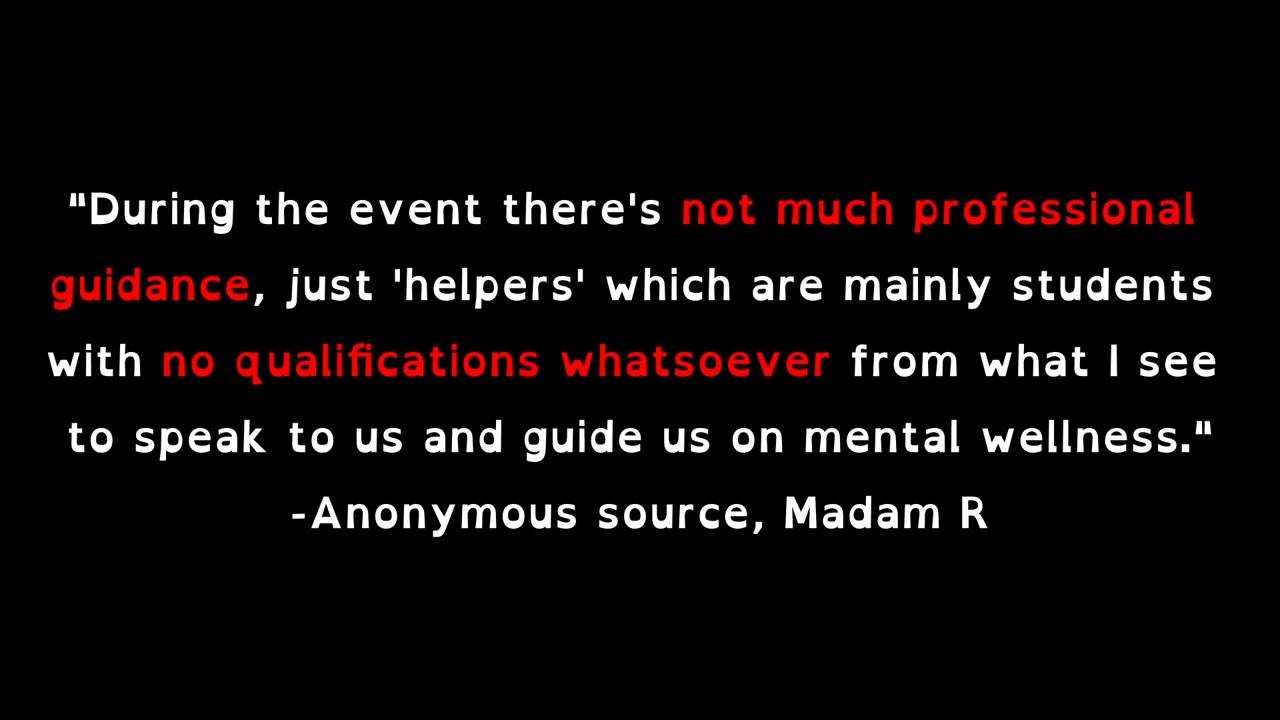 "During the event there's not much professional
guidance, just 'helpers' which are mainly students
with no qualifications whatsoever from what I see
to speak to us and guide us on mental wellness."
-Anonymous source, Madam R